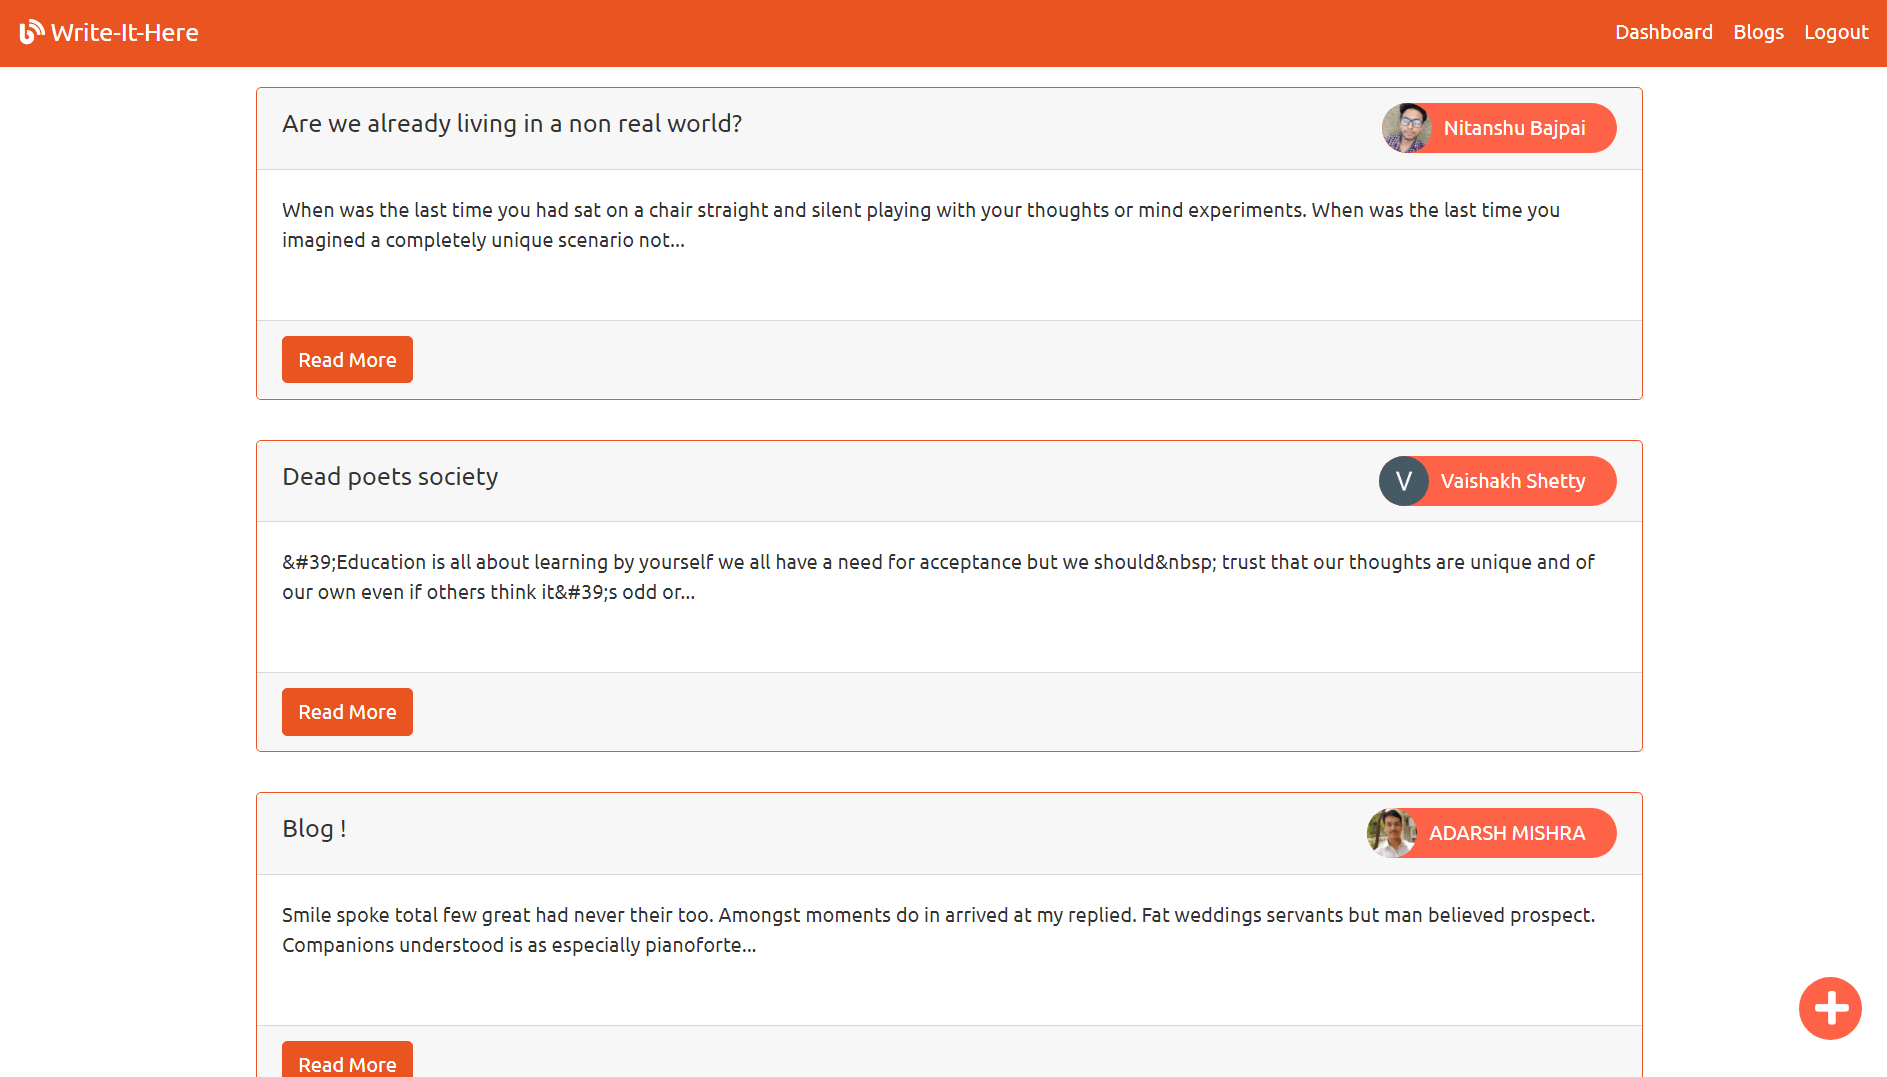 Write-It-Here
Dashboard Blogs Logout
Are we already living in a non real world?
Nitanshu Bajpai
When was the last time you had sat on a chair straight and silent playing with your thoughts or mind experiments. When was the last time you
imagined a completely unique scenario not...
Read More
Dead poets society
V
Vaishakh Shetty
&#39;Education is all about learning by yourself we all have a need for acceptance but we should&nbsp; trust that our thoughts are unique and of
our own even if others think it&#39;s odd or...
Read More
Blog !
ADARSH MISHRA
Smile spoke total few great had never their too. Amongst moments do in arrived at my replied. Fat weddings servants but man believed prospect.
Companions understood is as especially pianoforte...
Read More